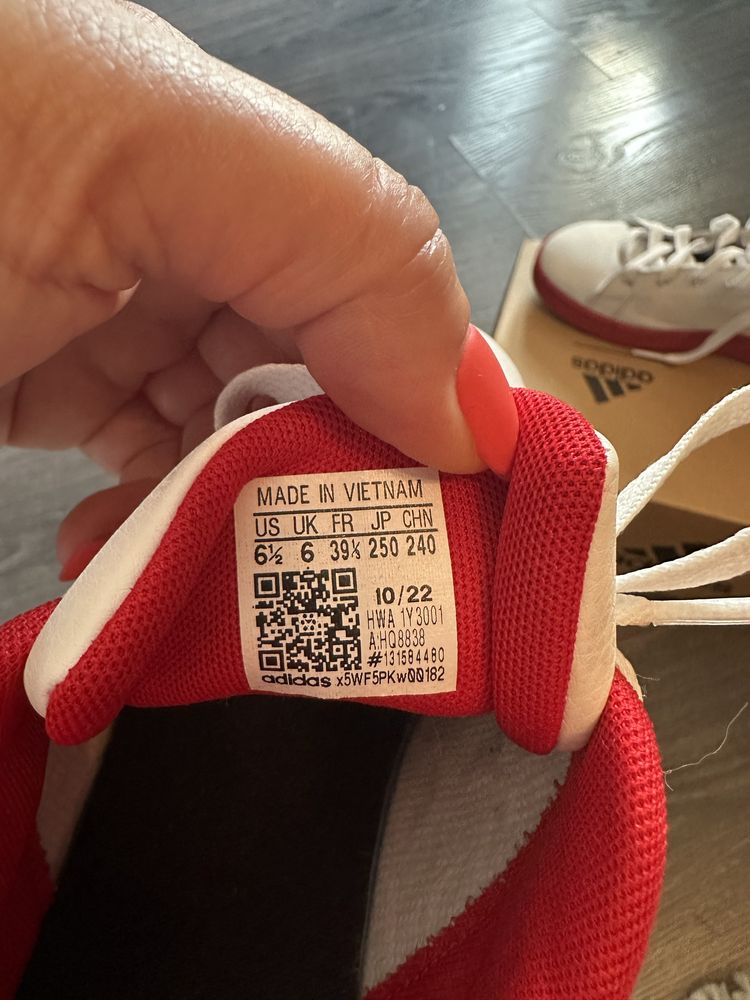 MADE IN VIETNAM
US UK FR JP CHN
6½ 6 39⅓ 250 240
10/22
HWA 1Y3001
A:HQ8838
#131584480
adidas x5WF5PKw00182
adidas